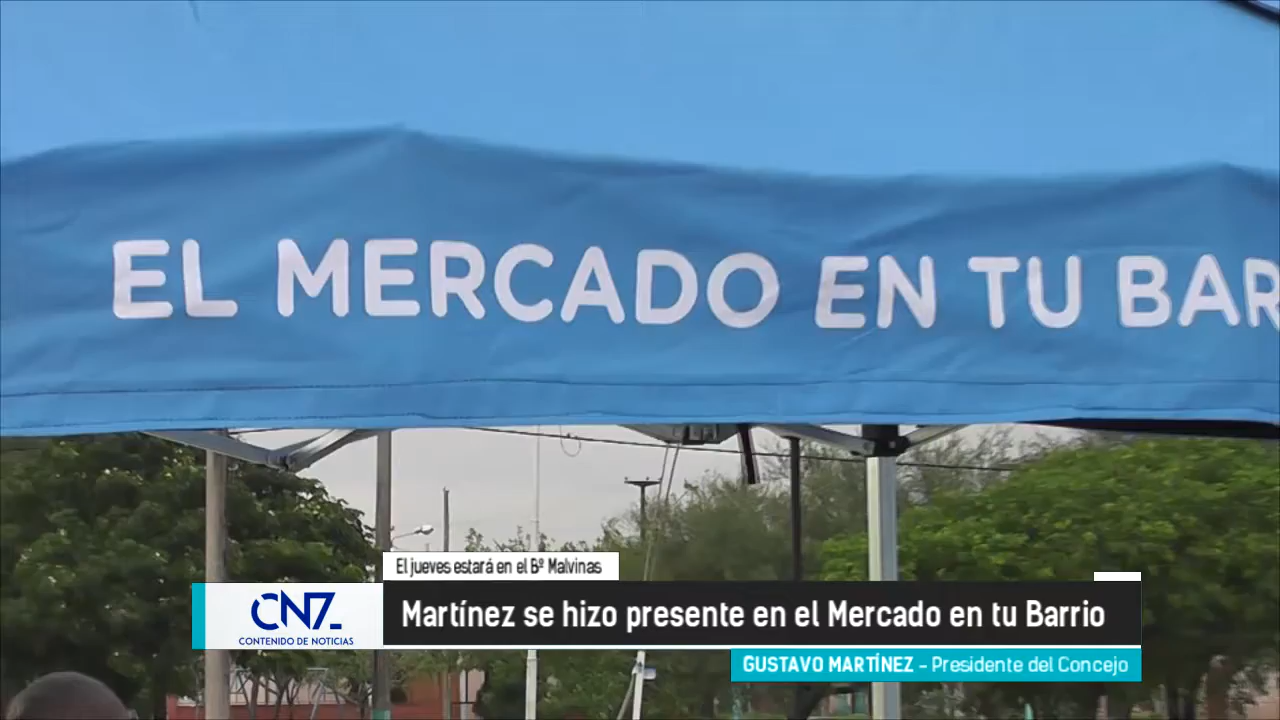 EL MERCADO EN TU BAR
El jueves estará en el Bº Malvinas
CNZ
CONTENIDO DE NOTICIAS
Martínez se hizo presente en el Mercado en tu Barrio
GUSTAVO MARTÍNEZ - Presidente del Concejo